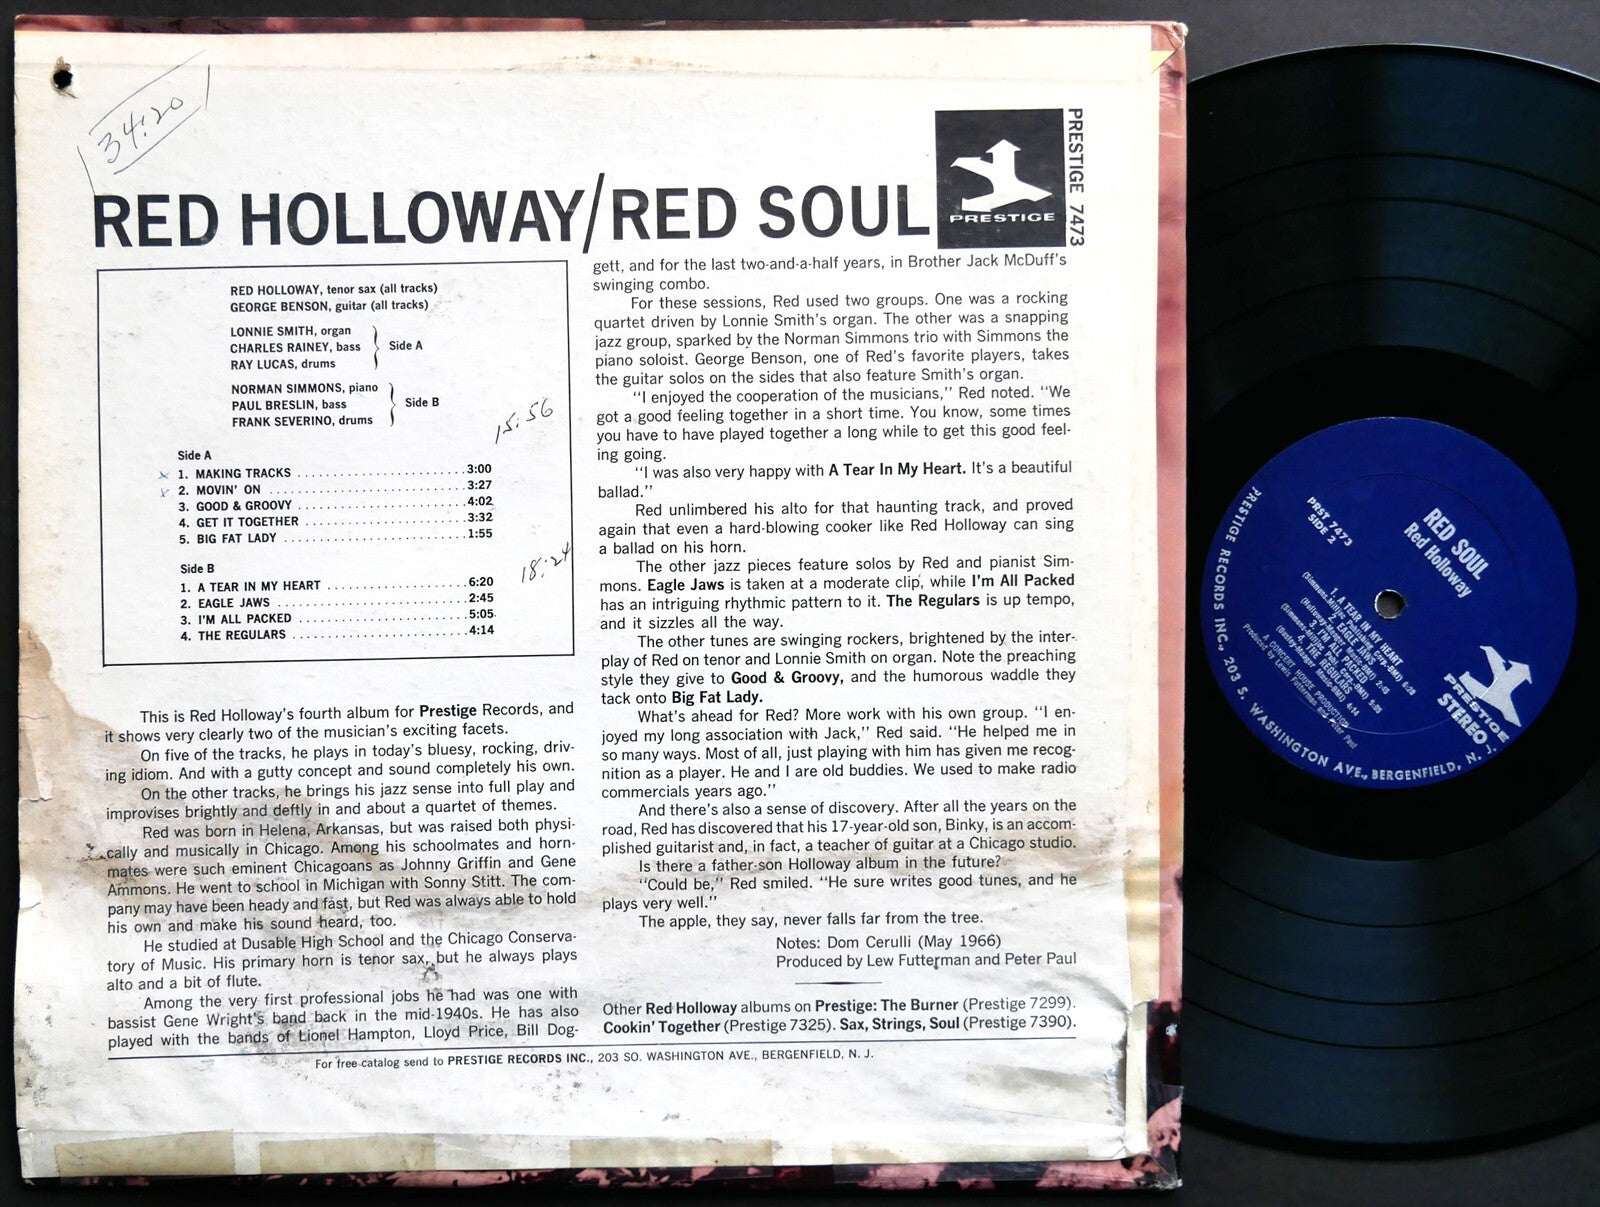 34:20
RED HOLLOWAY/RED SOUL
PRESTIGE
PRESTIGE 7473
RED HOLLOWAY, tenor sax (all tracks)
GEORGE BENSON, guitar (all tracks)
LONNIE SMITH, organ
CHARLES RAINEY, bass
RAY LUCAS, drums
Side A
NORMAN SIMMONS, piano
PAUL BRESLIN, bass
FRANK SEVERINO, drums
Side B
15:56
Side A
1. MAKING TRACKS ........................ 3:00
2. MOVIN' ON ........................ 3:27
3. GOOD & GROOVY ........................ 4:02
4. GET IT TOGETHER ........................ 3:32
5. BIG FAT LADY ........................ 1:55
18:24
Side B
1. A TEAR IN MY HEART ........................ 6:20
2. EAGLE JAWS ........................ 2:45
3. I'M ALL PACKED ........................ 5:05
4. THE REGULARS ........................ 4:14
This is Red Holloway's fourth album for Prestige Records, and
it shows very clearly two of the musician's exciting facets.
On five of the tracks, he plays in today's bluesy, rocking, driv-
ing idiom. And with a gutty concept and sound completely his own.
On the other tracks, he brings his jazz sense into full play and
improvises brightly and deftly in and about a quartet of themes.
Red was born in Helena, Arkansas, but was raised both physi-
cally and musically in Chicago. Among his schoolmates and horn-
mates were such eminent Chicagoans as Johnny Griffin and Gene
Ammons. He went to school in Michigan with Sonny Stitt. The com-
pany may have been heady and fast, but Red was always able to hold
his own and make his sound heard, too.
He studied at Dusable High School and the Chicago Conserva-
tory of Music. His primary horn is tenor sax, but he always plays
alto and a bit of flute.
Among the very first professional jobs he had was one with
bassist Gene Wright's band back in the mid-1940s. He has also
played with the bands of Lionel Hampton, Lloyd Price, Bill Dog-
gett, and for the last two-and-a-half years, in Brother Jack McDuff's
swinging combo.
For these sessions, Red used two groups. One was a rocking
quartet driven by Lonnie Smith's organ. The other was a snapping
jazz group, sparked by the Norman Simmons trio with Simmons the
piano soloist. George Benson, one of Red's favorite players, takes
the guitar solos on the sides that also feature Smith's organ.
"I enjoyed the cooperation of the musicians," Red noted. "We
got a good feeling together in a short time. You know, some times
you have to have played together a long while to get this good feel-
ing going.
"I was also very happy with A Tear In My Heart. It's a beautiful
ballad."
Red unlimbered his alto for that haunting track, and proved
again that even a hard-blowing cooker like Red Holloway can sing
a ballad on his horn.
The other jazz pieces feature solos by Red and pianist Sim-
mons. Eagle Jaws is taken at a moderate clip, while I'm All Packed
has an intriguing rhythmic pattern to it. The Regulars is up tempo,
and it sizzles all the way.
The other tunes are swinging rockers, brightened by the inter-
play of Red on tenor and Lonnie Smith on organ. Note the preaching
style they give to Good & Groovy, and the humorous waddle they
tack onto Big Fat Lady.
What's ahead for Red? More work with his own group. "I en-
joyed my long association with Jack," Red said. "He helped me in
so many ways. Most of all, just playing with him has given me recog-
nition as a player. He and I are old buddies. We used to make radio
commercials years ago."
And there's also a sense of discovery. After all the years on the
road, Red has discovered that his 17-year-old son, Binky, is an accom-
plished guitarist and, in fact, a teacher of guitar at a Chicago studio.
Is there a father-son Holloway album in the future?
"Could be," Red smiled. "He sure writes good tunes, and he
plays very well."
The apple, they say, never falls far from the tree.
Notes: Dom Cerulli (May 1966)
Produced by Lew Futterman and Peter Paul
Other Red Holloway albums on Prestige: The Burner (Prestige 7299).
Cookin' Together (Prestige 7325). Sax, Strings, Soul (Prestige 7390).
For free catalog send to PRESTIGE RECORDS INC., 203 SO. WASHINGTON AVE., BERGENFIELD, N. J.
RED SOUL
Red Holloway
PRST 7473
SIDE 2
1. A TEAR IN MY HEART
6:20
2. EAGLE JAWS
2:45
3. I'M ALL PACKED
5:05
4. THE REGULARS
4:14
A CONCERT HOUSE PRODUCTION
Produced by Lewis Futterman and Peter Paul
PRESTIGE
STEREO
PRESTIGE RECORDS INC., 203 S. WASHINGTON AVE., BERGENFIELD, N. J.